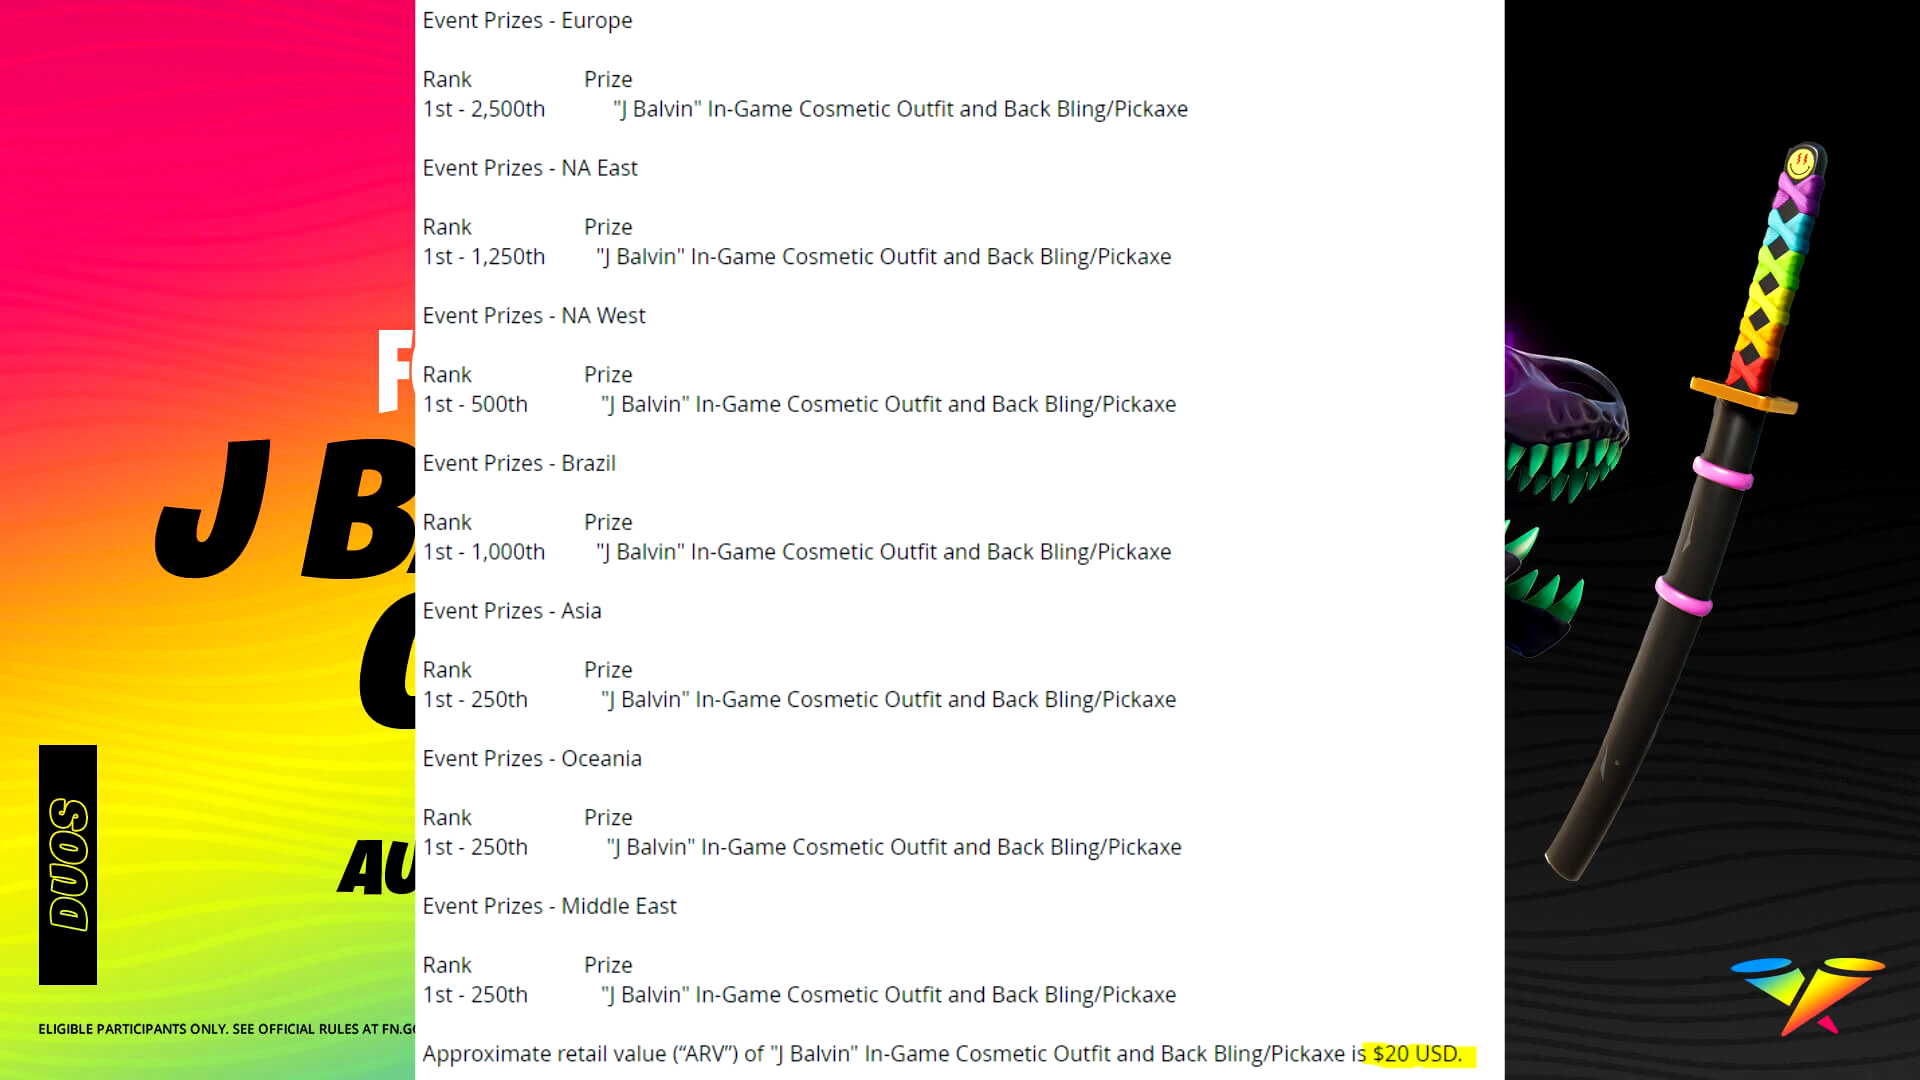 Event Prizes - Europe
Rank Prize
1st - 2,500th "J Balvin" In-Game Cosmetic Outfit and Back Bling/Pickaxe
Event Prizes - NA East
Rank Prize
1st - 1,250th "J Balvin" In-Game Cosmetic Outfit and Back Bling/Pickaxe
Event Prizes - NA West
Rank Prize
1st - 500th "J Balvin" In-Game Cosmetic Outfit and Back Bling/Pickaxe
Event Prizes - Brazil
Rank Prize
1st - 1,000th "J Balvin" In-Game Cosmetic Outfit and Back Bling/Pickaxe
Event Prizes - Asia
Rank Prize
1st - 250th "J Balvin" In-Game Cosmetic Outfit and Back Bling/Pickaxe
Event Prizes - Oceania
Rank Prize
1st - 250th "J Balvin" In-Game Cosmetic Outfit and Back Bling/Pickaxe
Event Prizes - Middle East
Rank Prize
1st - 250th "J Balvin" In-Game Cosmetic Outfit and Back Bling/Pickaxe
Approximate retail value (“ARV”) of "J Balvin" In-Game Cosmetic Outfit and Back Bling/Pickaxe is $20 USD.
J
DUOS
ELIGIBLE PARTICIPANTS ONLY. SEE OFFICIAL RULES AT